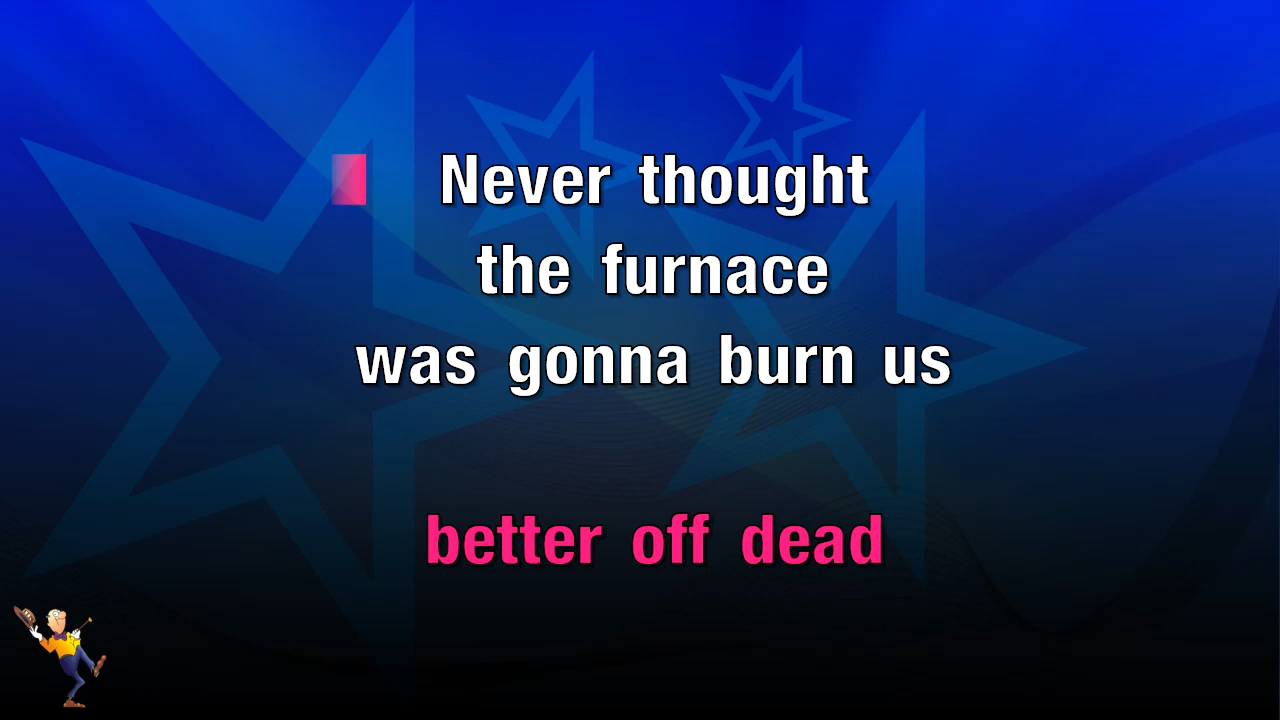 Never thought
the furnace
was gonna burn us
better off dead